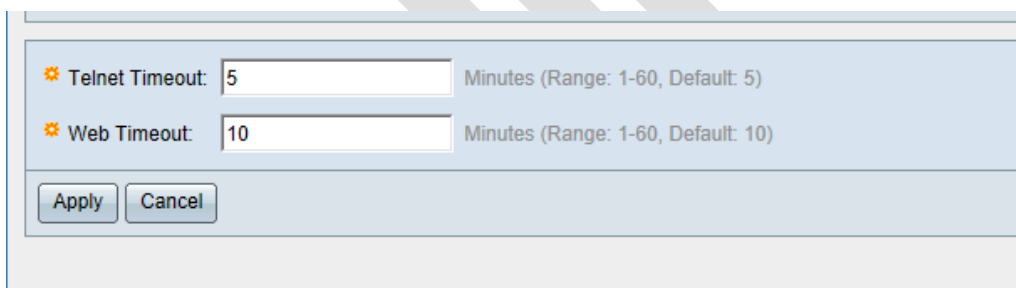 Telnet Timeout: 5 Minutes (Range: 1-60, Default: 5)
Web Timeout: 10 Minutes (Range: 1-60, Default: 10)
Apply Cancel